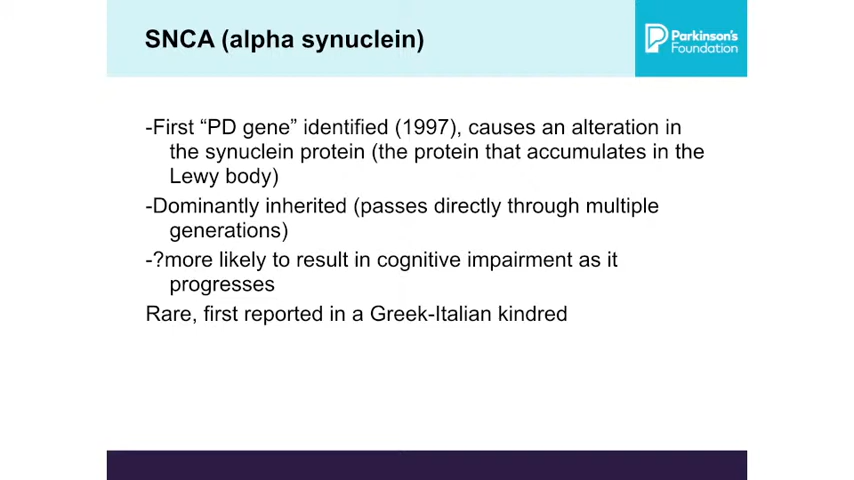 SNCA (alpha synuclein)
Parkinson's
Foundation
-First “PD gene” identified (1997), causes an alteration in
the synuclein protein (the protein that accumulates in the
Lewy body)
-Dominantly inherited (passes directly through multiple
generations)
-?more likely to result in cognitive impairment as it
progresses
Rare, first reported in a Greek-Italian kindred